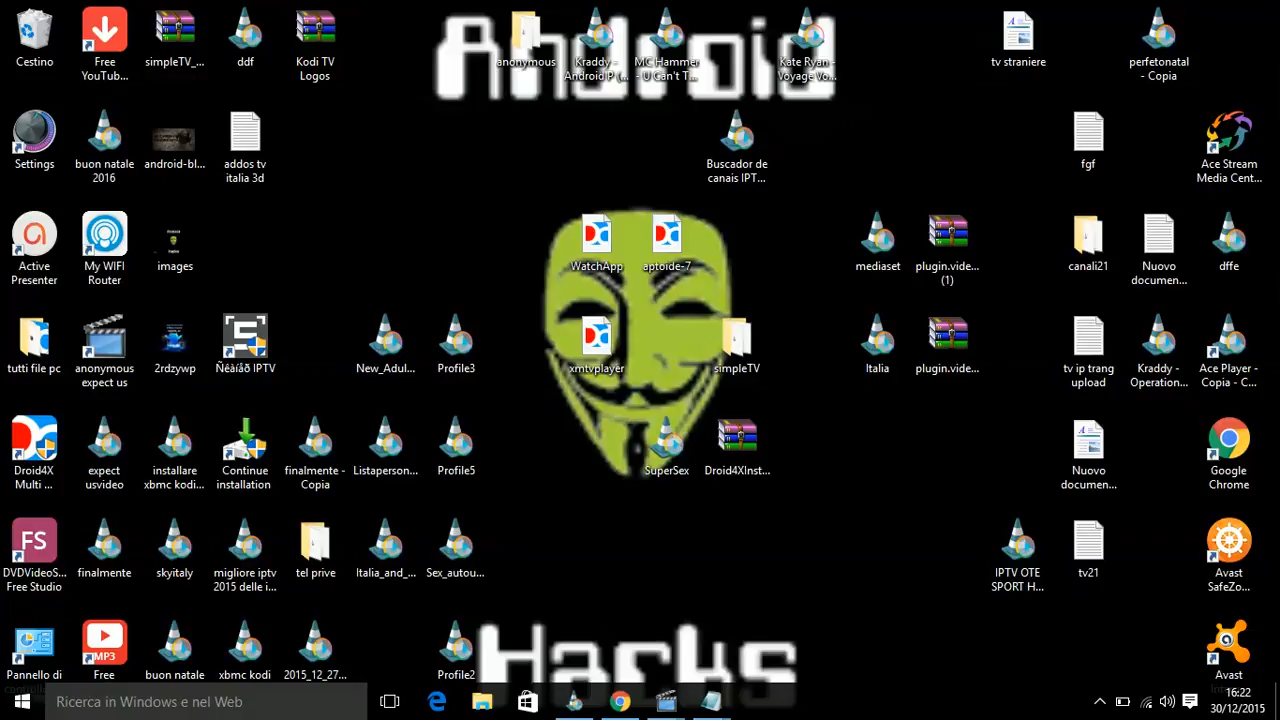 Android
Cestino
Free
YouTub...
simpleTV_...
ddf
Kodi TV
Logos
anonymous
Kraddy -
Android P (...
MC Hammer
- U Can't T...
Kate Ryan -
Voyage Vo...
tv straniere
perfetonatal
- Copia
Settings
buon natale
2016
android-bl...
addos tv
italia 3d
Buscador de
canais IPT...
fgf
Ace Stream
Media Cent...
Active
Presenter
My WIFI
Router
images
WatchApp
aptoide-7
mediaset
plugin.vide...
(1)
canali21
Nuovo
documen...
dffe
tutti file pc
anonymous
expect us
2rdzywp
Ñêàíåð IPTV
New_Adul...
Profile3
xmtvplayer
simpleTV
Italia
plugin.vide...
tv ip trang
upload
Kraddy -
Operation...
Ace Player -
Copia - C...
Droid4X
Multi ...
expect
usvideo
installare
xbmc kodi...
Continue
installation
finalmente -
Copia
Listaperson...
Profile5
SuperSex
Droid4XInst...
Nuovo
documen...
Google
Chrome
FS
DVDVideoS...
Free Studio
finalmente
skyitaly
migliore iptv
2015 delle i...
tel prive
Italia_and_...
Sex_autou...
IPTV OTE
SPORT H...
tv21
Avast
SafeZo...
MP3
Pannello di
Free
buon natale
xbmc kodi
2015_12_27...
Profile2
Hacks
Avast
Ricerca in Windows e nel Web
16:22
30/12/2015